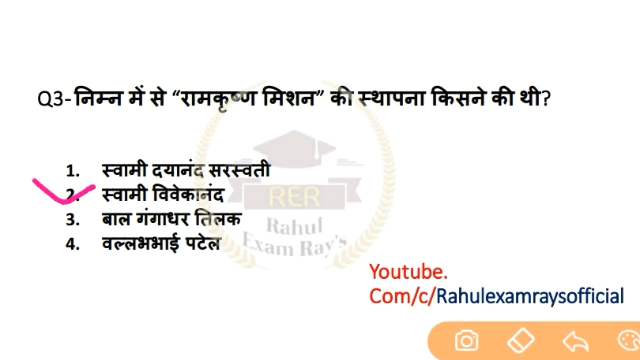 Q3- निम्न में से “रामकृष्ण मिशन” की स्थापना किसने की थी?
1. स्वामी दयानंद सरस्वती
2. स्वामी विवेकानंद
3. बाल गंगाधर तिलक
4. वल्लभभाई पटेल
RER
Rahul
Exam Ray's
Youtube.
Com/c/Rahulexamraysofficial